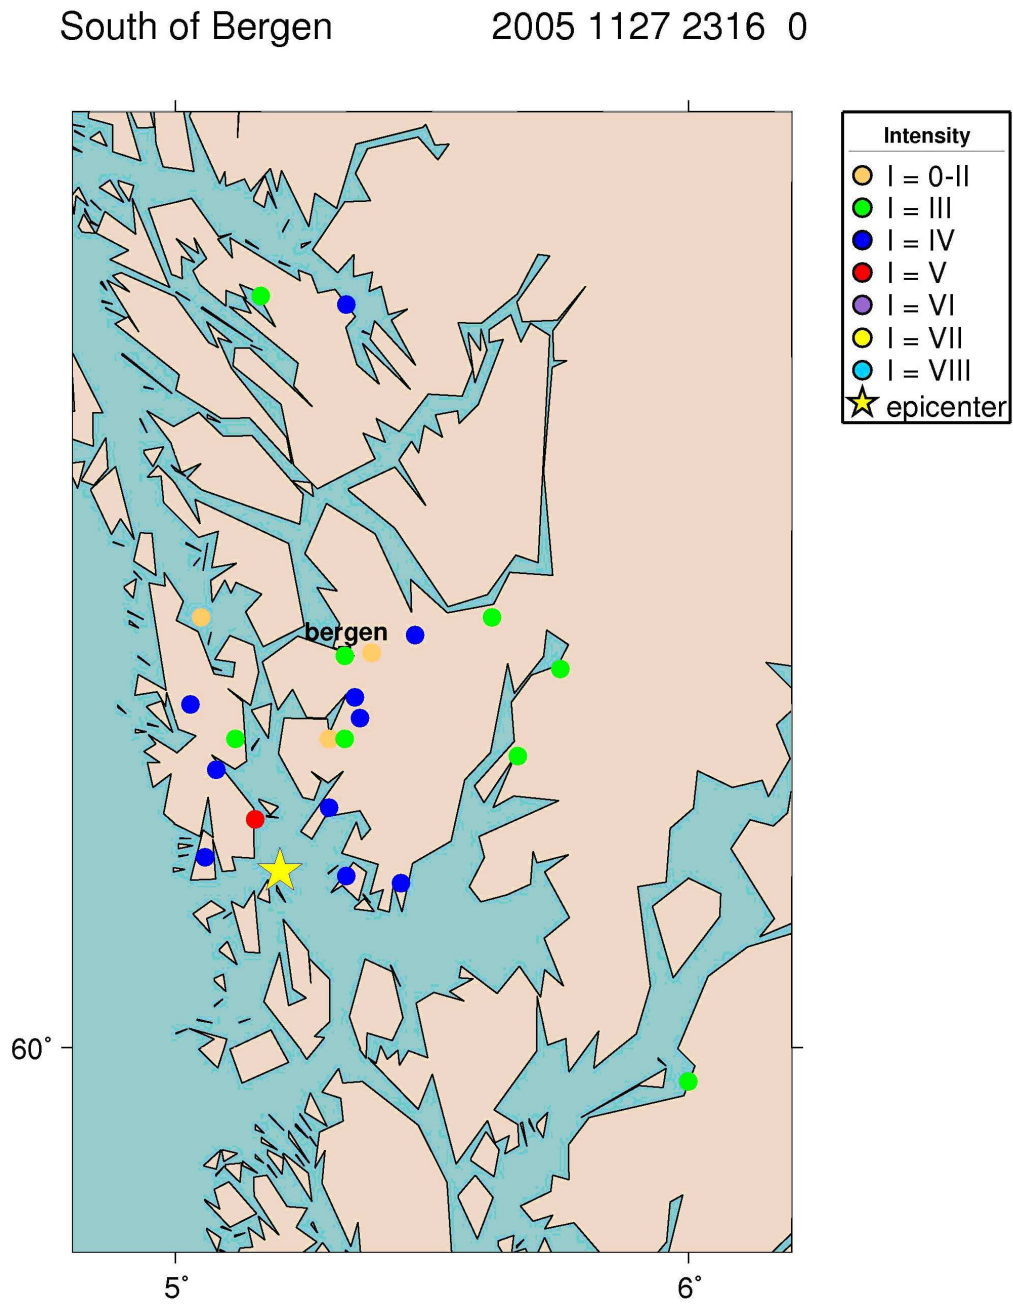 South of Bergen 2005 1127 2316 0
Intensity
I = 0-II
I = III
I = IV
I = V
I = VI
I = VII
I = VIII
epicenter
bergen
60°
5° 6°